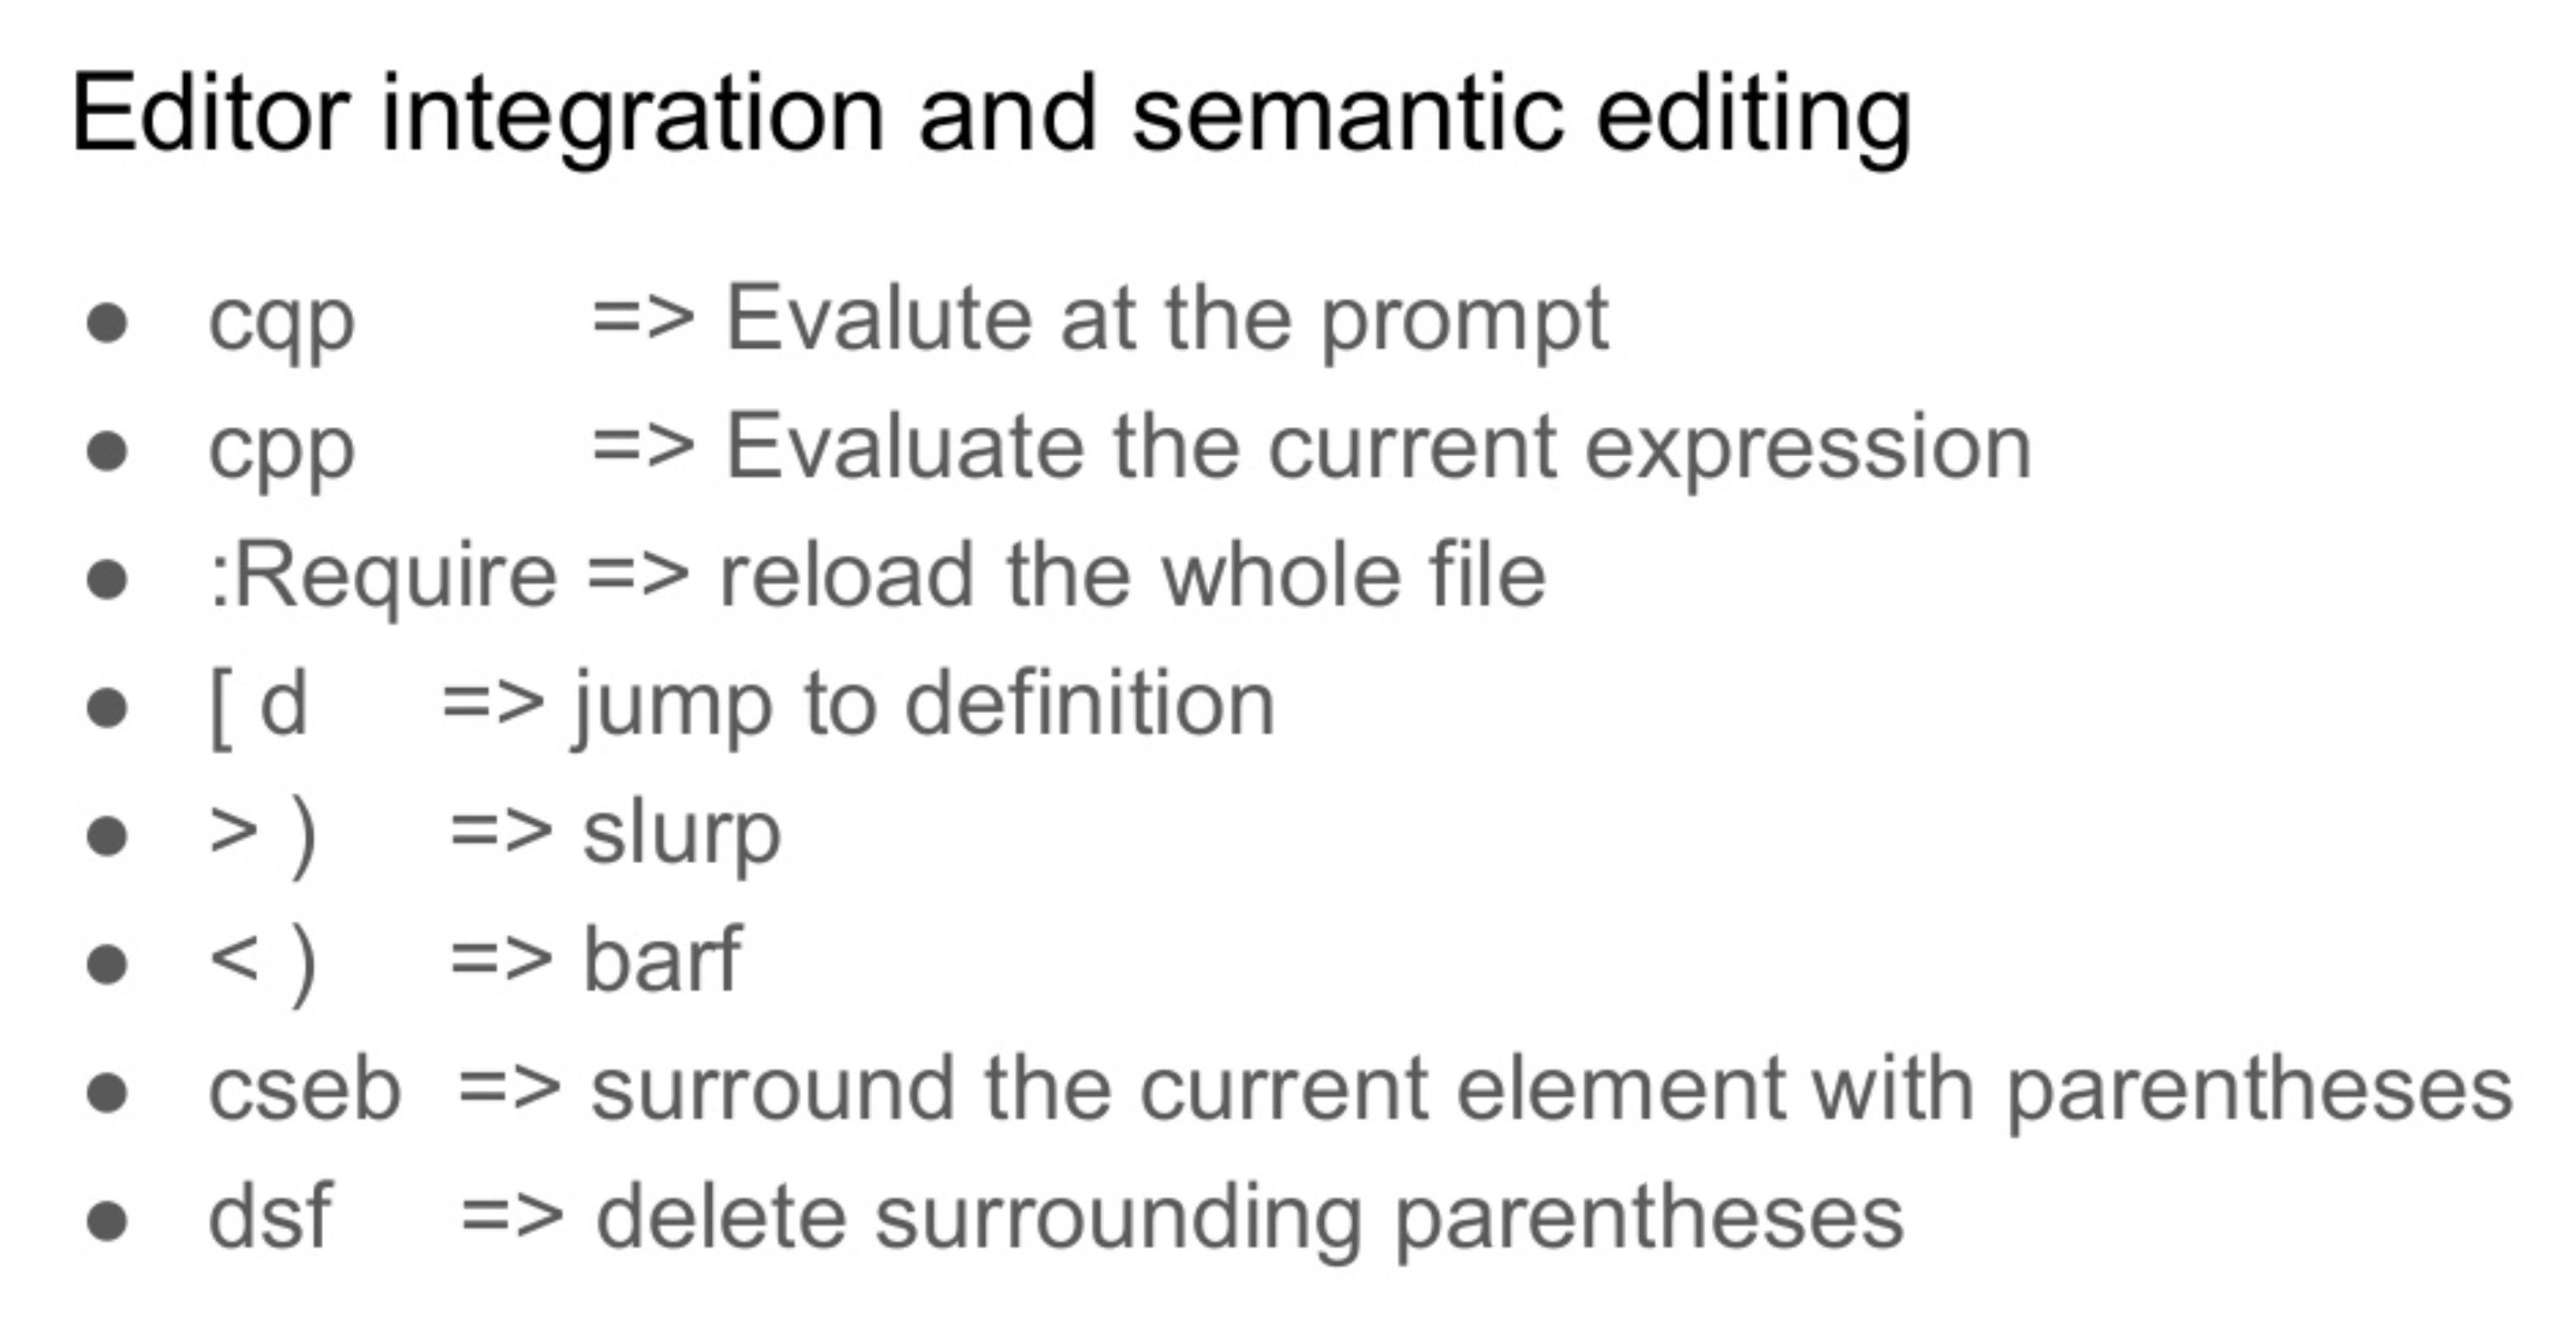 Editor integration and semantic editing
● cqp => Evalute at the prompt
● cpp => Evaluate the current expression
● :Require => reload the whole file
● [ d => jump to definition
● > ) => slurp
● < ) => barf
● cseb => surround the current element with parentheses
● dsf => delete surrounding parentheses